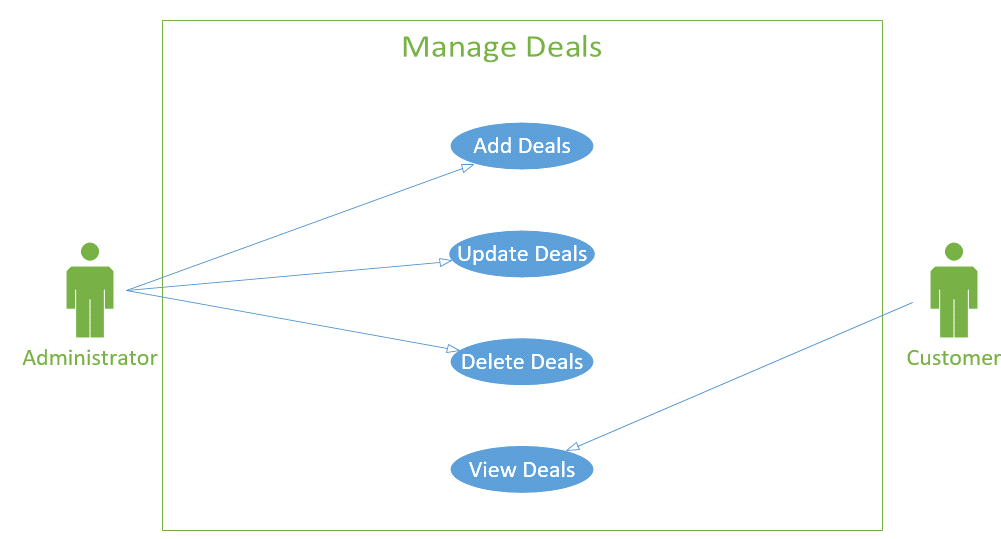 Manage Deals
Add Deals
Update Deals
Administrator
Delete Deals
Customer
View Deals